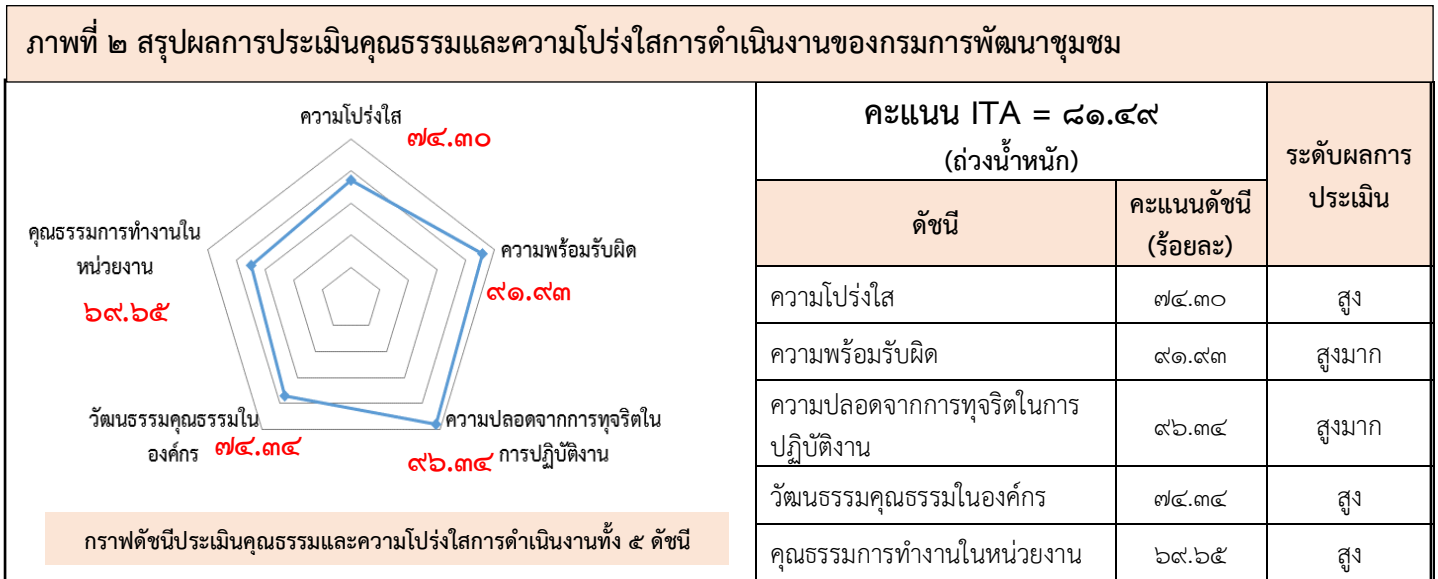 ภาพที่ ๒ สรุปผลการประเมินคุณธรรมและความโปร่งใสการดำเนินงานของกรมการพัฒนาชุมชม
ความโปร่งใส
๗๔.๓๐
ความพร้อมรับผิด
๙๑.๙๓
ความปลอดจากการทุจริตใน
การปฏิบัติงาน
๙๖.๓๔
วัฒนธรรมคุณธรรมใน
องค์กร
๗๔.๓๔
คุณธรรมการทำงานใน
หน่วยงาน
๖๙.๖๕
กราฟดัชนีประเมินคุณธรรมและความโปร่งใสการดำเนินงานทั้ง ๕ ดัชนี
คะแนน ITA = ๘๑.๔๙
(ถ่วงน้ำหนัก)
ระดับผลการ
ประเมิน
ดัชนี
คะแนนดัชนี
(ร้อยละ)
ความโปร่งใส ๗๔.๓๐ สูง
ความพร้อมรับผิด ๙๑.๙๓ สูงมาก
ความปลอดจากการทุจริตในการ
ปฏิบัติงาน ๙๖.๓๔ สูงมาก
วัฒนธรรมคุณธรรมในองค์กร ๗๔.๓๔ สูง
คุณธรรมการทำงานในหน่วยงาน ๖๙.๖๕ สูง